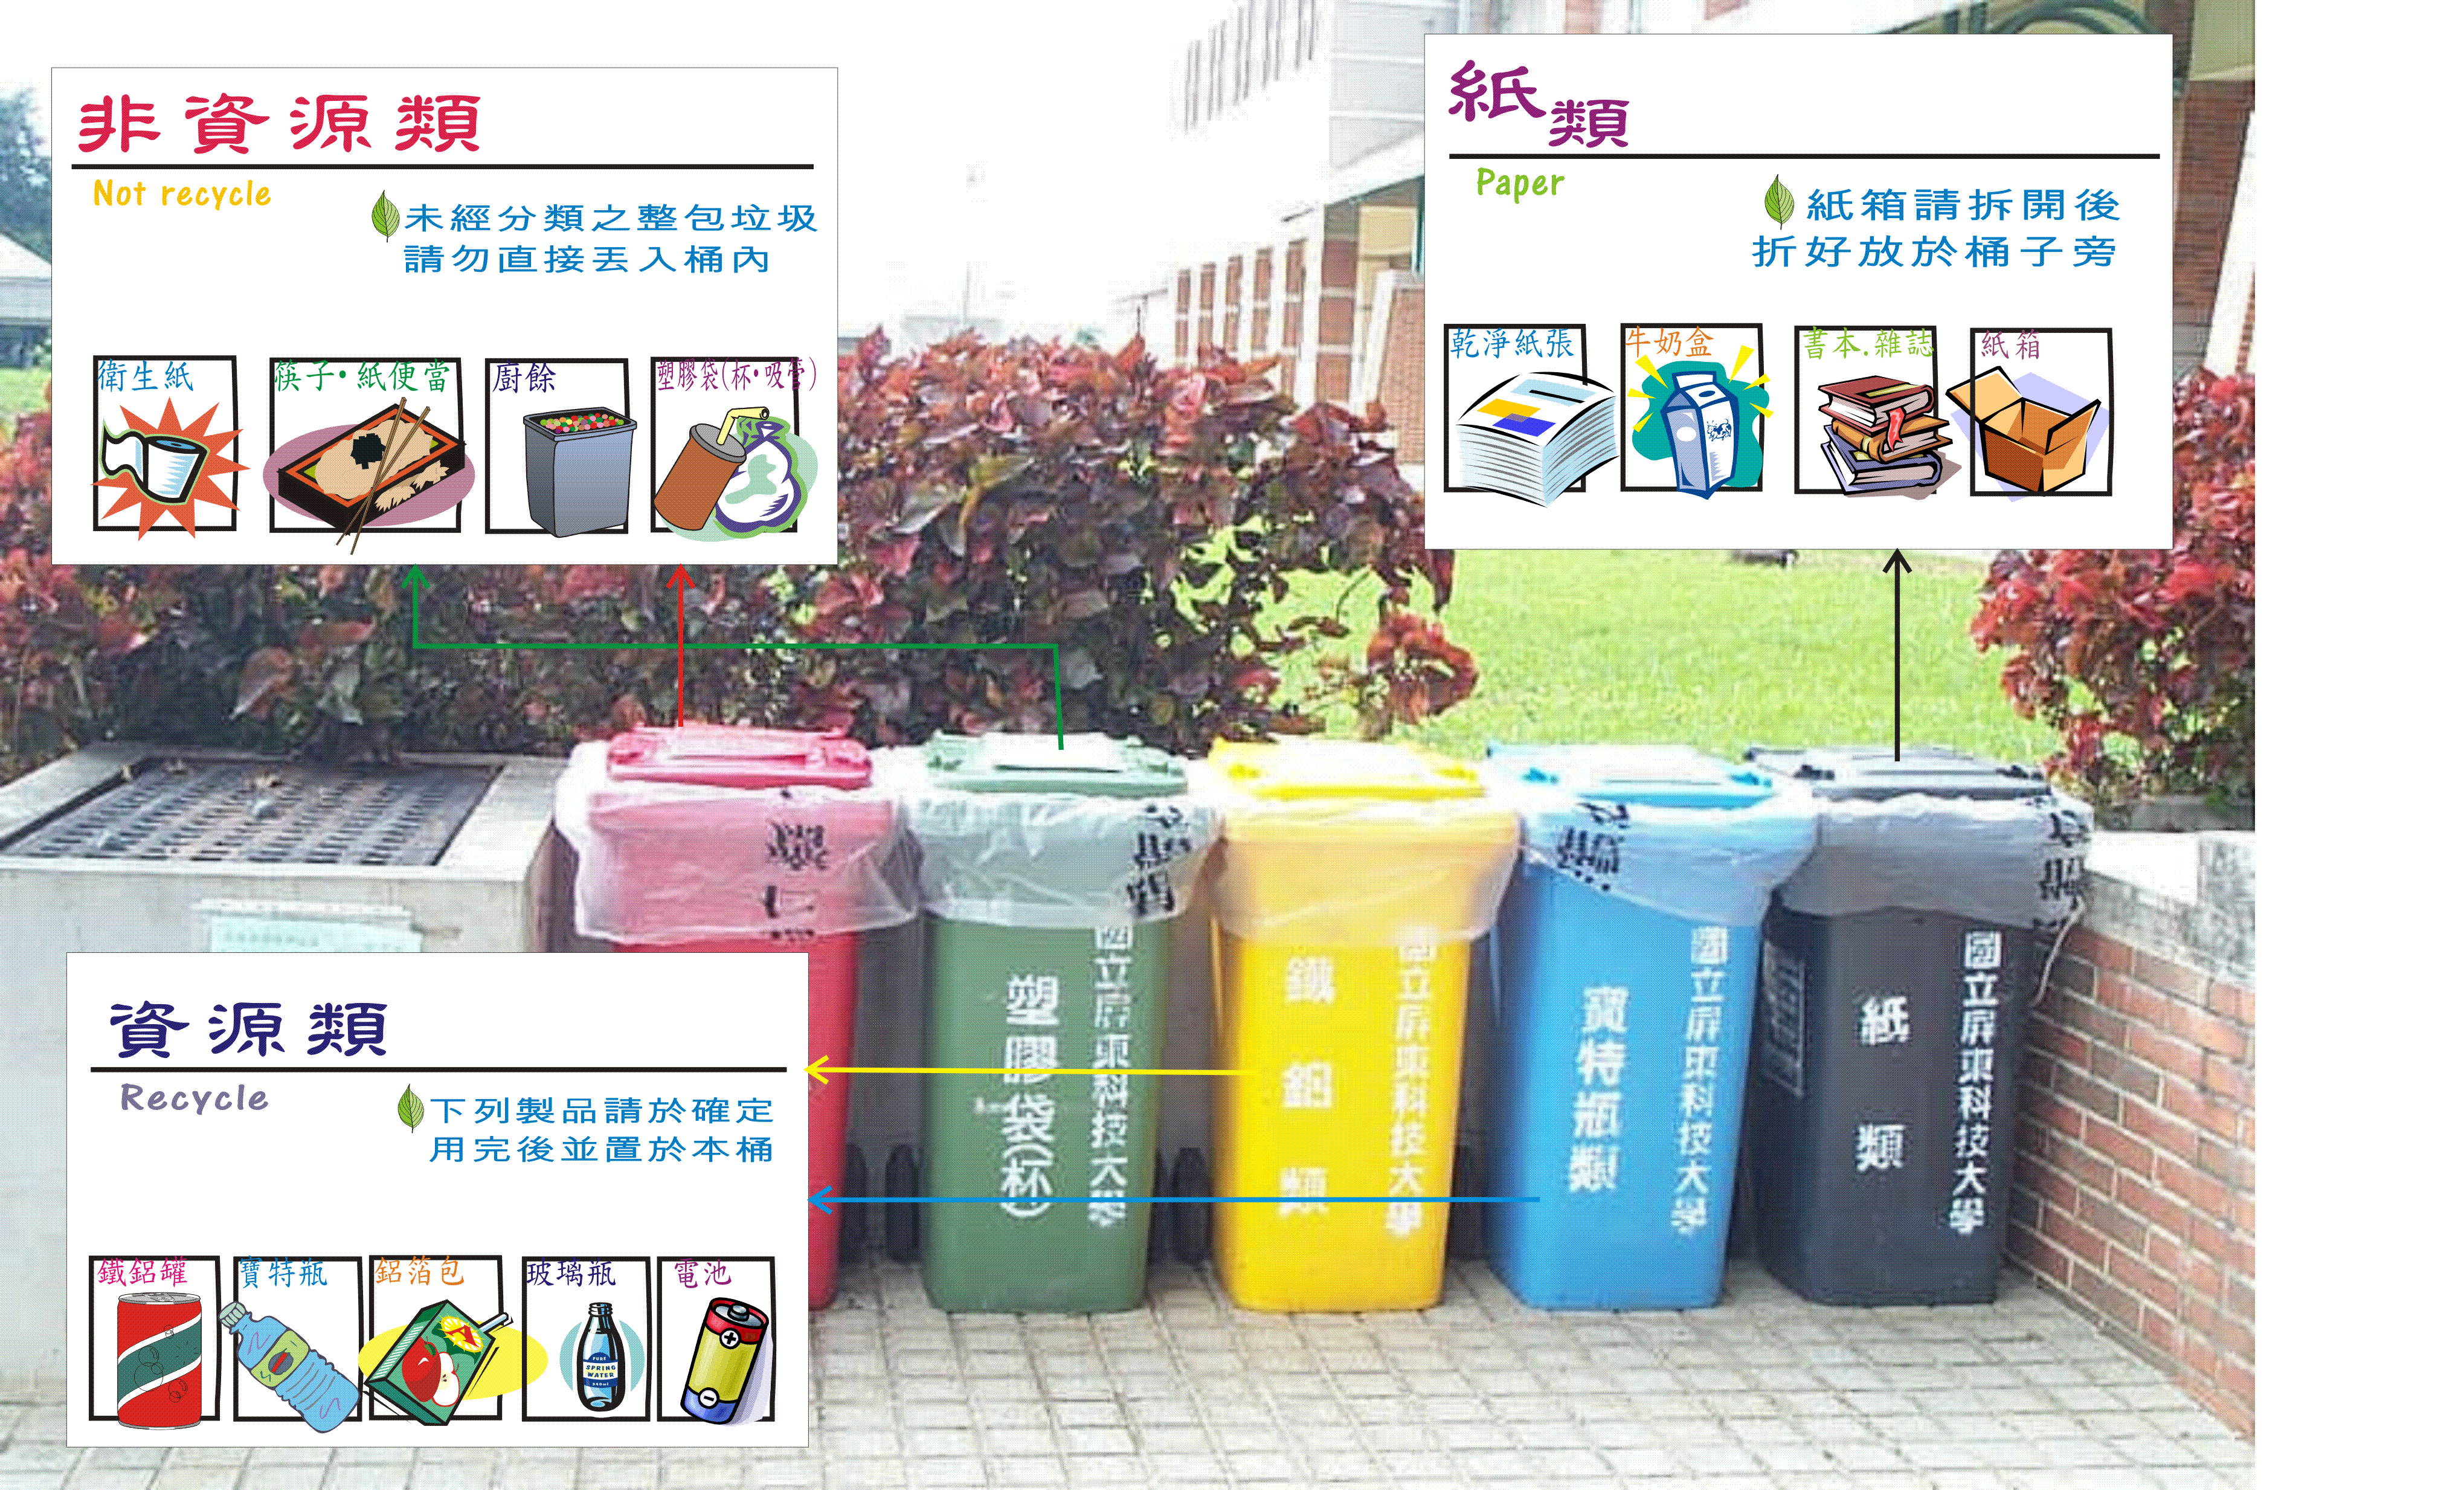 非資源類
Not recycle
未經分類之整包垃圾
請勿直接丟入桶內
衛生紙
筷子·紙便當
廚餘
塑膠袋(杯·吸管)
紙類
Paper
紙箱請拆開後
折好放於桶子旁
乾淨紙張
牛奶盒
書本.雜誌
紙箱
資源類
Recycle
下列製品請於確定
用完後並置於本桶
鐵鋁罐
寶特瓶
鋁箔包
玻璃瓶
PURE
SPRING
WATER
電池
塑膠袋(杯)
國立屏東科技大學
鐵鋁類
國立屏東科技大學
寶特瓶類
國立屏東科技大學
紙類
國立屏東科技大學